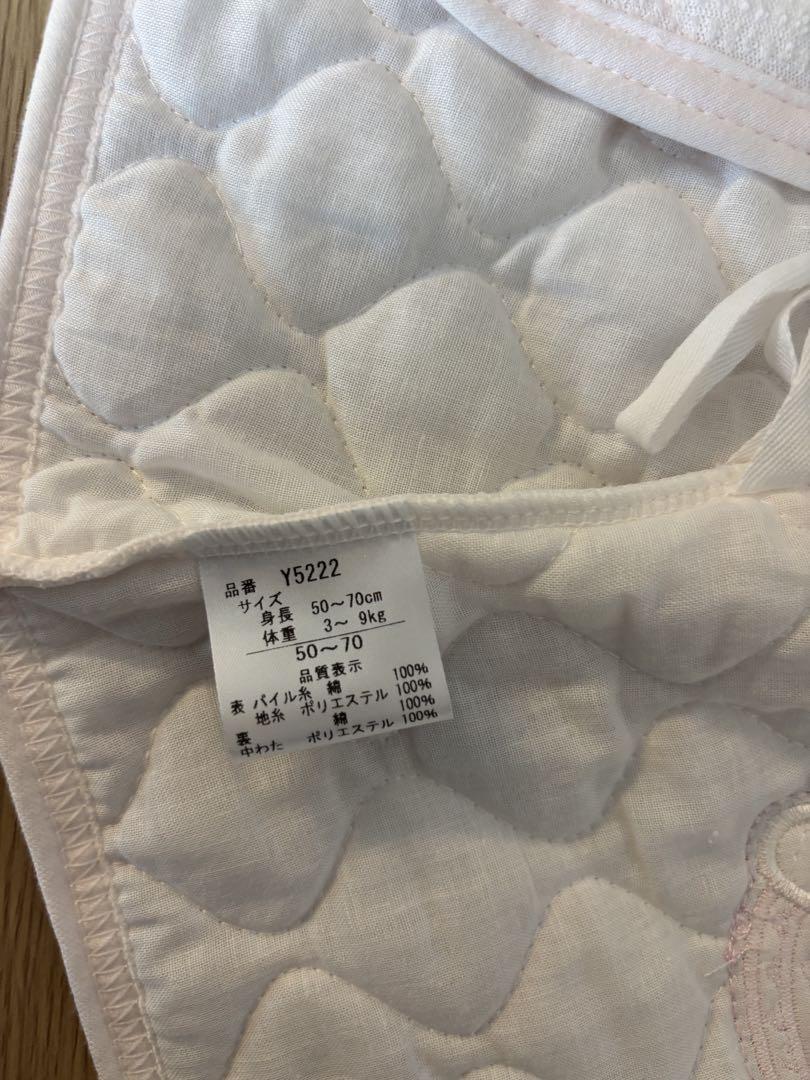 品番 Y5222
サイズ
身長 50～70cm
体重 3～ 9kg
50～70
品質表示
表 パイル糸 綿 100%
地糸 ポリエステル 100%
裏 綿 100%
中わた ポリエステル 100%